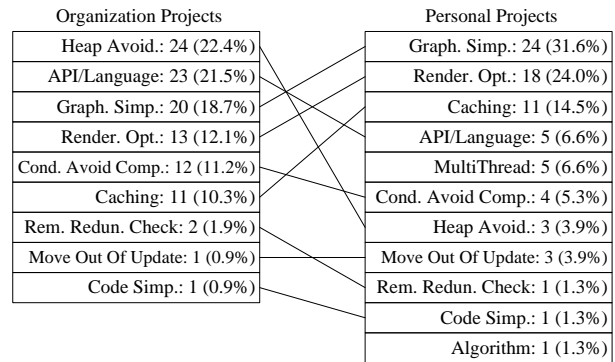 Organization Projects
Heap Avoid.: 24 (22.4%)
API/Language: 23 (21.5%)
Graph. Simp.: 20 (18.7%)
Render. Opt.: 13 (12.1%)
Cond. Avoid Comp.: 12 (11.2%)
Caching: 11 (10.3%)
Rem. Redun. Check: 2 (1.9%)
Move Out Of Update: 1 (0.9%)
Code Simp.: 1 (0.9%)
Personal Projects
Graph. Simp.: 24 (31.6%)
Render. Opt.: 18 (24.0%)
Caching: 11 (14.5%)
API/Language: 5 (6.6%)
MultiThread: 5 (6.6%)
Cond. Avoid Comp.: 4 (5.3%)
Heap Avoid.: 3 (3.9%)
Move Out Of Update: 3 (3.9%)
Rem. Redun. Check: 1 (1.3%)
Code Simp.: 1 (1.3%)
Algorithm: 1 (1.3%)